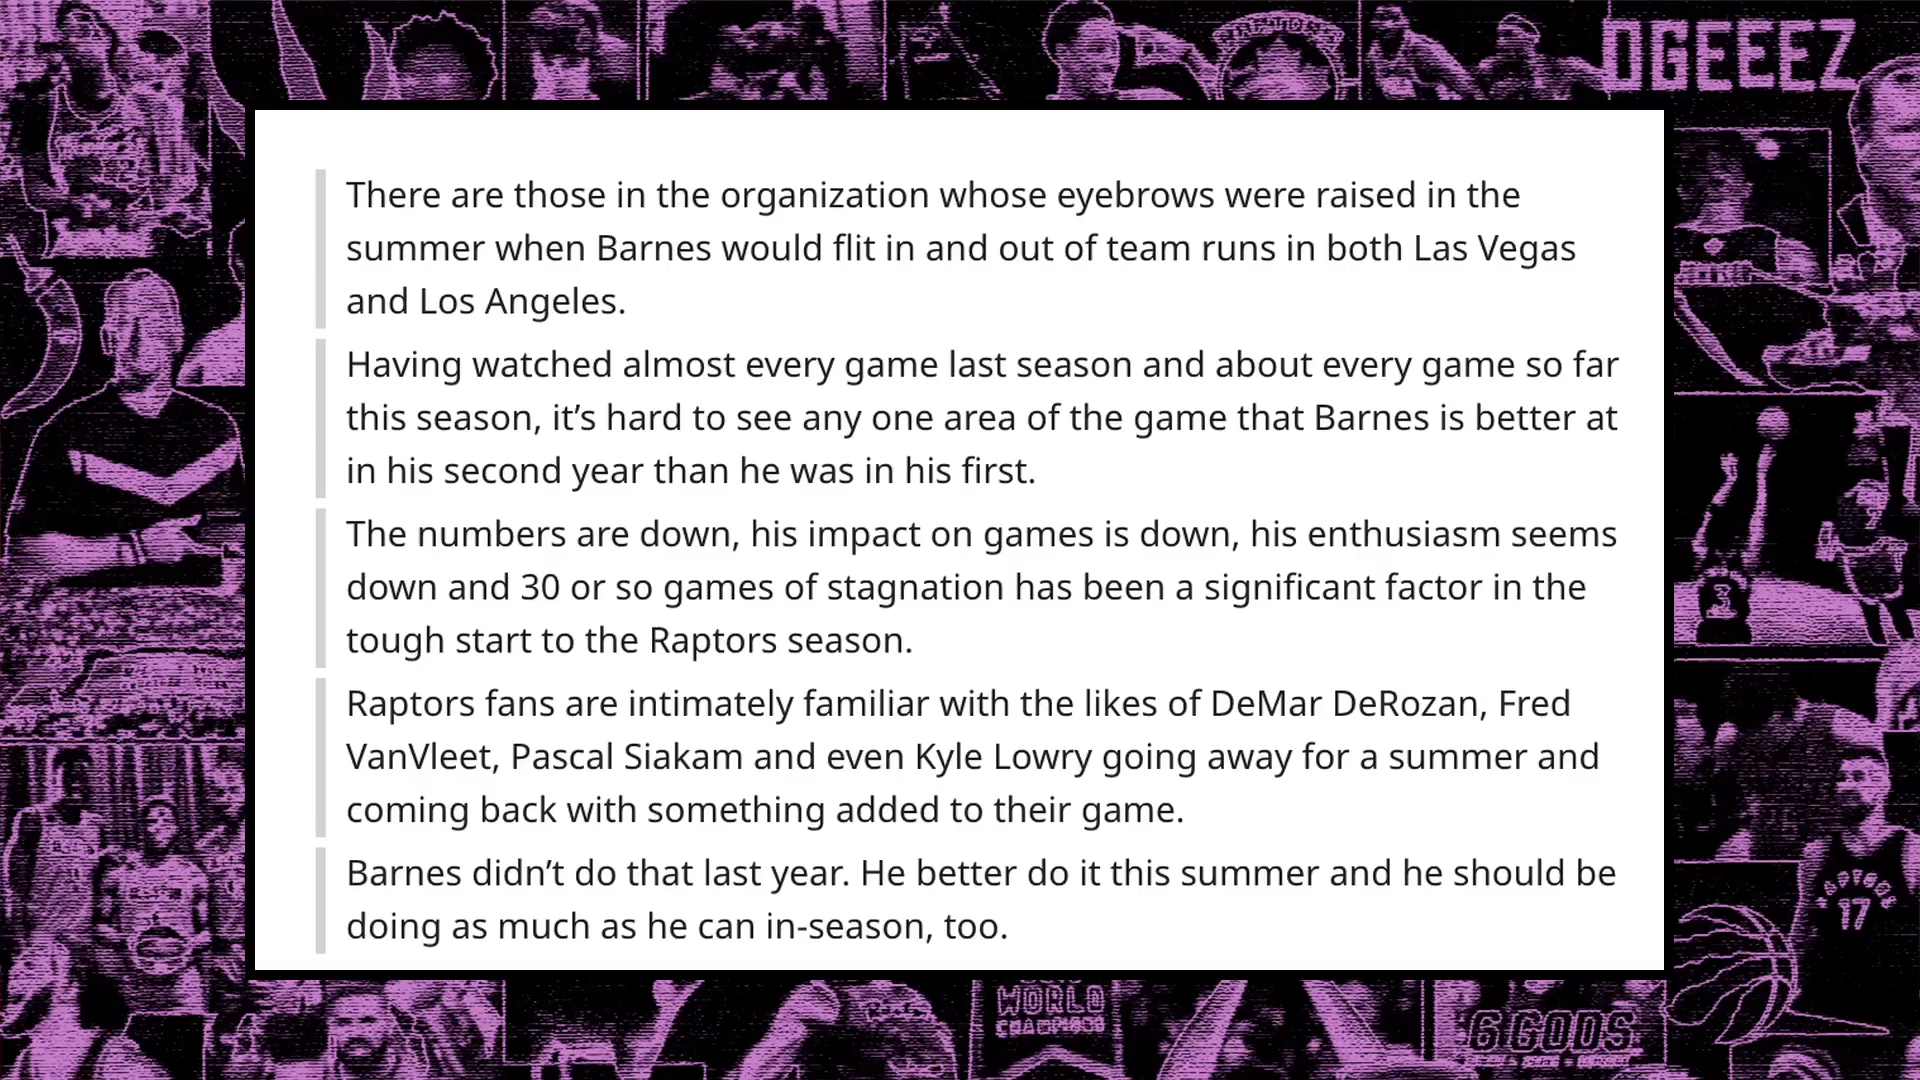 DGEEEZ
There are those in the organization whose eyebrows were raised in the
summer when Barnes would flit in and out of team runs in both Las Vegas
and Los Angeles.
Having watched almost every game last season and about every game so far
this season, it’s hard to see any one area of the game that Barnes is better at
in his second year than he was in his first.
The numbers are down, his impact on games is down, his enthusiasm seems
down and 30 or so games of stagnation has been a significant factor in the
tough start to the Raptors season.
Raptors fans are intimately familiar with the likes of DeMar DeRozan, Fred
VanVleet, Pascal Siakam and even Kyle Lowry going away for a summer and
coming back with something added to their game.
Barnes didn’t do that last year. He better do it this summer and he should be
doing as much as he can in-season, too.
3
17
WORLD
CHAMPIONS
6 GODS